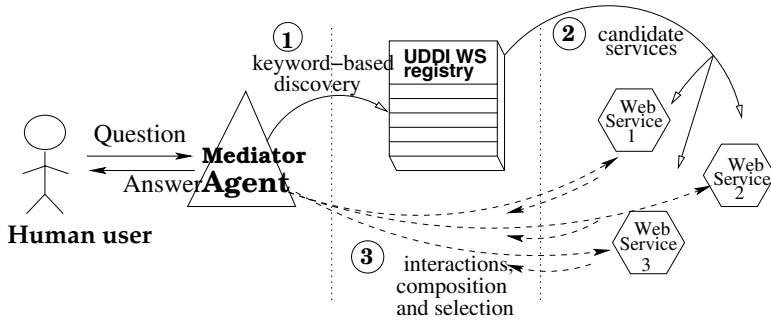 1
keyword-based
discovery
UDDI WS
registry
2
candidate
services
Web
Service
1
Web
Service
2
Web
Service
3
Question
Answer
Mediator
Agent
Human user
3
interactions,
composition
and selection